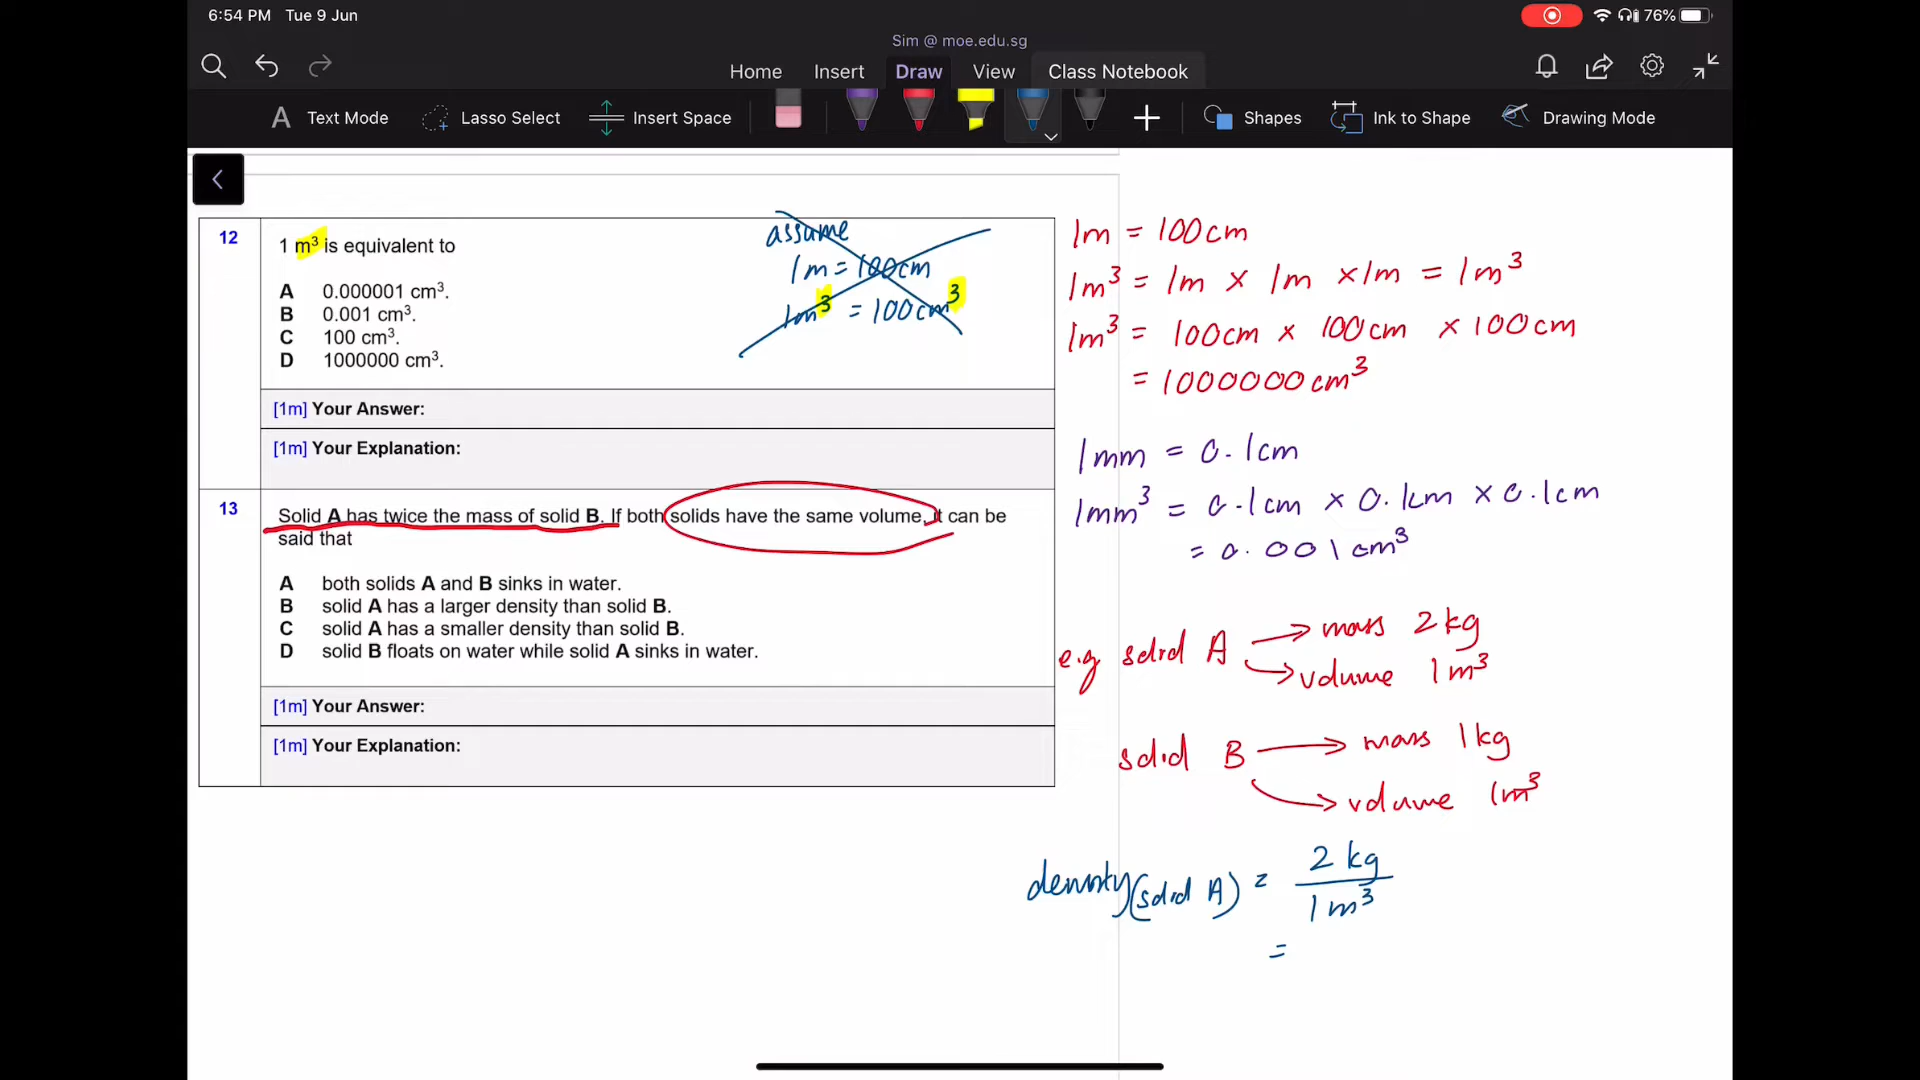 6:54 PM Tue 9 Jun
76%
Sim @ moe.edu.sg
Home Insert Draw View Class Notebook
A Text Mode Lasso Select Insert Space Shapes Ink to Shape Drawing Mode
12
1 m³ is equivalent to
A 0.000001 cm³.
B 0.001 cm³.
C 100 cm³.
D 1000000 cm³.
assume
1m = 100cm
1m³ = 100cm³
[1m] Your Answer:
[1m] Your Explanation:
13
Solid A has twice the mass of solid B. If both solids have the same volume, it can be
said that
A both solids A and B sinks in water.
B solid A has a larger density than solid B.
C solid A has a smaller density than solid B.
D solid B floats on water while solid A sinks in water.
[1m] Your Answer:
[1m] Your Explanation:
1m = 100cm
1m³ = 1m × 1m × 1m = 1m³
1m³ = 100cm × 100cm × 100cm
= 1000000cm³
1mm = 0.1cm
1mm³ = 0.1cm × 0.1cm × 0.1cm
= 0.001cm³
e.g solid A → mass 2kg
→ volume 1m³
solid B → mass 1kg
→ volume 1m³
density(solid A) = 2kg
1m³
=